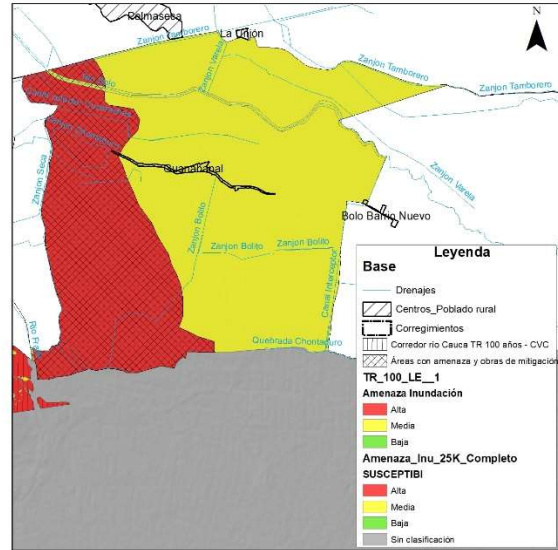 N
Palmaseca
La Unión
Zanjon Tamborero
Zanjon Varela
Zanjon Tamborero
Zanjon Tamborero
Zanjon Seca
Guanabanal
Zanjon Varela
Bolo Barrio Nuevo
Zanjon Bolito
Zanjon Bolito
Zanjon Bolito
Canal Interceptor
Quebrada Chontaduro
Leyenda
Base
Drenajes
Centros_Poblado rural
Corregimientos
Corredor rio Cauca TR 100 años - CVC
Áreas con amenaza y obras de mitigación
TR_100_LE__1
Amenaza Inundación
Alta
Media
Baja
Amenaza_Inu_25K_Completo
SUSCEPTIBI
Alta
Media
Baja
Sin clasificación